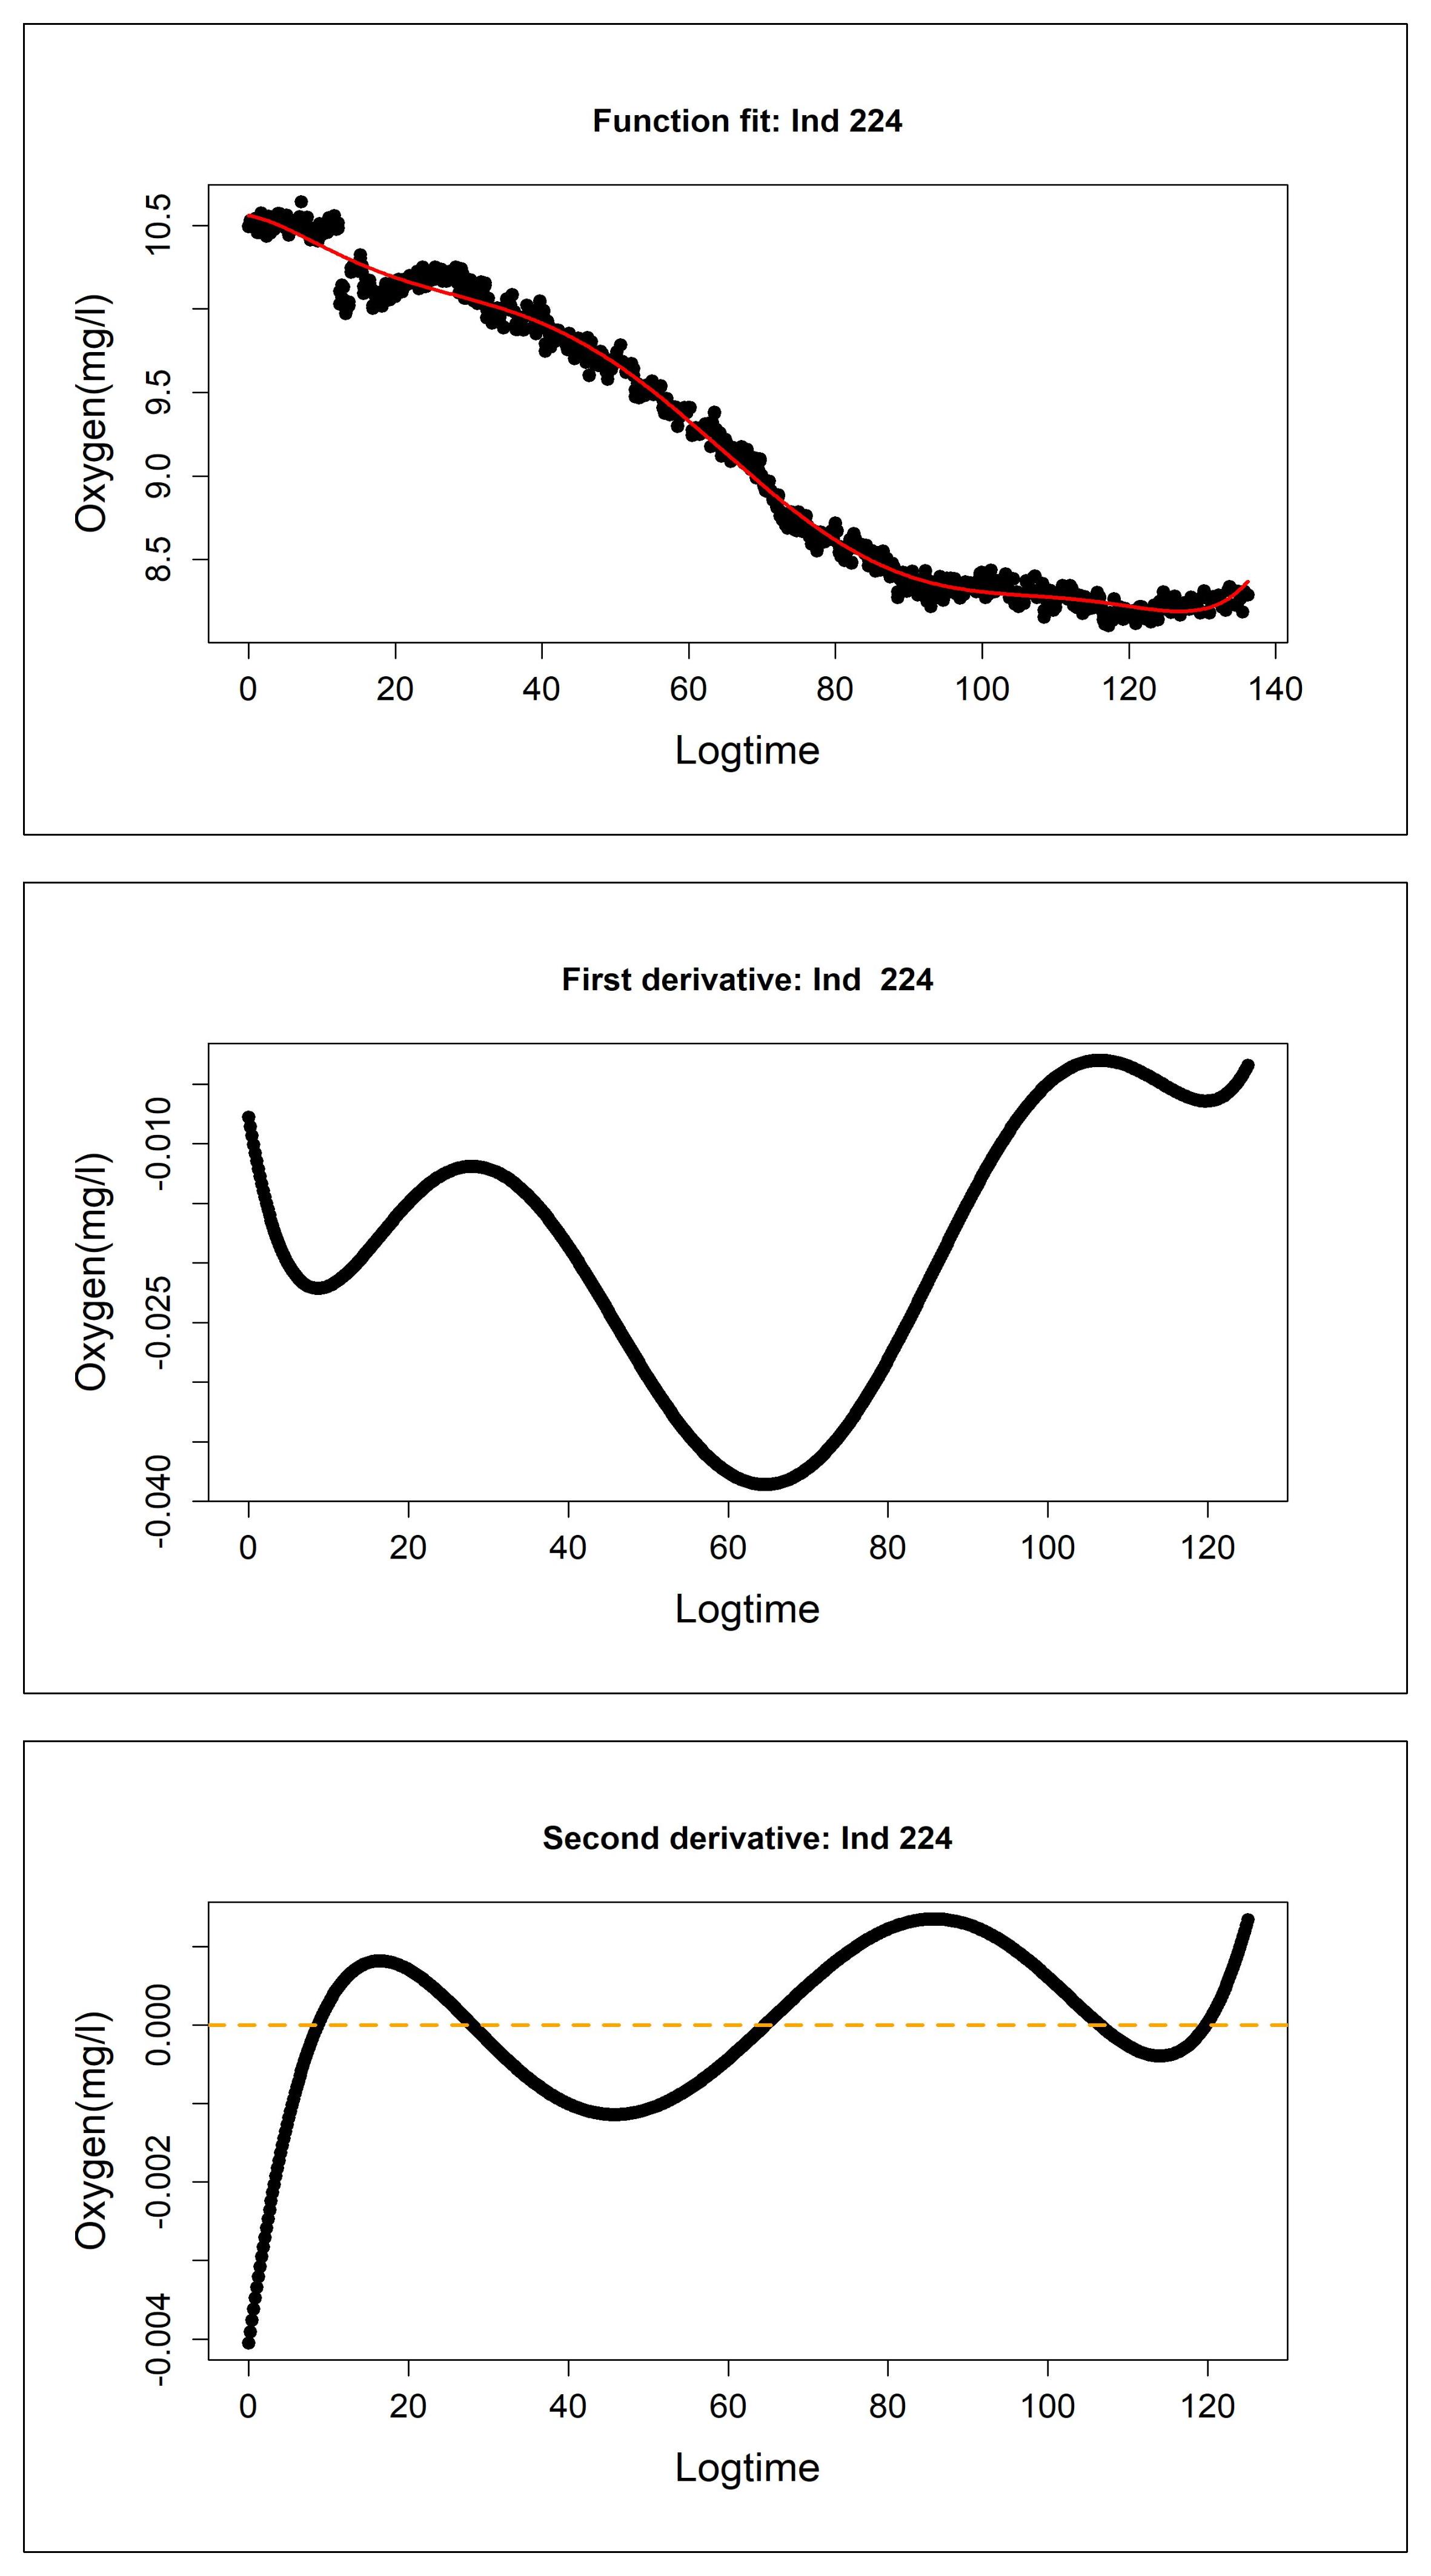 Function fit: Ind 224
Oxygen(mg/l)
10.5
9.5
9.0
8.5
0 20 40 60 80 100 120 140
Logtime
First derivative: Ind  224
Oxygen(mg/l)
-0.010
-0.025
-0.040
0 20 40 60 80 100 120
Logtime
Second derivative: Ind 224
Oxygen(mg/l)
0.000
-0.002
-0.004
0 20 40 60 80 100 120
Logtime